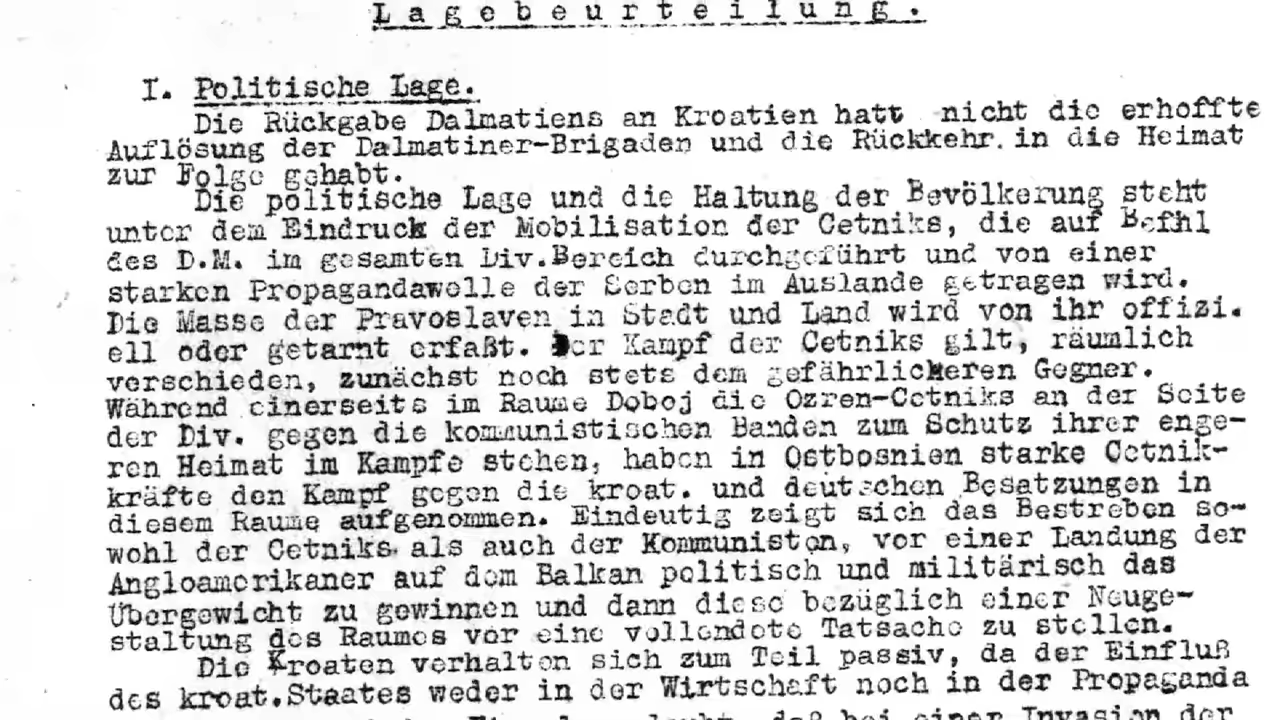 Lagebeurteilung.
I. Politische Lage.
Die Rückgabe Dalmatiens an Kroatien hatt nicht die erhoffte
Auflösung der Dalmatiner-Brigaden und die Rückkehr in die Heimat
zur Folge gehabt.
Die politische Lage und die Haltung der Bevölkerung steht
unter dem Eindruck der Mobilisation der Cetniks, die auf Befhl
des D.M. im gesamten Div.Bereich durchgeführt und von einer
starken Propagandawelle der Serben im Auslande getragen wird.
Die Masse der Pravoslaven in Stadt und Land wird von ihr offizi.
ell oder getarnt erfaßt. Der Kampf der Cetniks gilt, räumlich
verschieden, zunächst noch stets dem gefährlicheren Gegner.
Während einerseits im Raume Doboj die Ozren-Cetniks an der Seite
der Div. gegen die kommunistischen Banden zum Schutz ihrer enge-
ren Heimat im Kampfe stehen, haben in Ostbosnien starke Cetnik-
kräfte den Kampf gegen die kroat. und deutschen Besatzungen in
diesem Raume aufgenommen. Eindeutig zeigt sich das Bestreben so-
wohl der Cetniks als auch der Kommunisten, vor einer Landung der
Angloamerikaner auf dem Balkan politisch und militärisch das
Übergewicht zu gewinnen und dann diese bezüglich einer Neuge-
staltung des Raumes vor eine vollendete Tatsache zu stellen.
Die Kroaten verhalten sich zum Teil passiv, da der Einfluß
des kroat.Staates weder in der Wirtschaft noch in der Propaganda
daß bei einer Invasion der